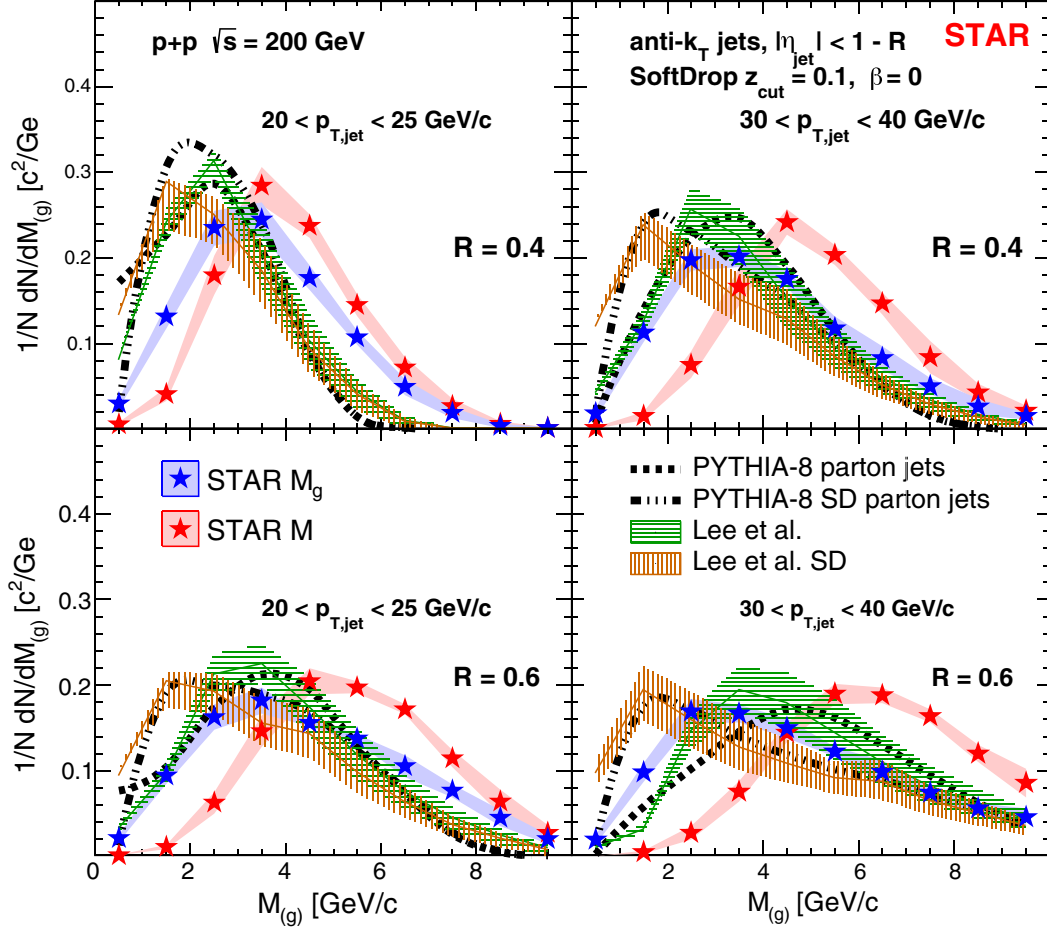 p+p √s = 200 GeV
anti-k_T jets, |η_jet| < 1 - R
STAR
SoftDrop z_cut = 0.1, β = 0
20 < p_T,jet < 25 GeV/c
30 < p_T,jet < 40 GeV/c
0.4
0.3
0.2
0.1
1/N dN/dM_(g) [c²/Ge
R = 0.4
R = 0.4
STAR M_g
STAR M
PYTHIA-8 parton jets
PYTHIA-8 SD parton jets
Lee et al.
Lee et al. SD
20 < p_T,jet < 25 GeV/c
30 < p_T,jet < 40 GeV/c
0.4
0.3
0.2
0.1
1/N dN/dM_(g) [c²/Ge
R = 0.6
R = 0.6
0 2 4 6 8 2 4 6 8 10
M_(g) [GeV/c
M_(g) [GeV/c